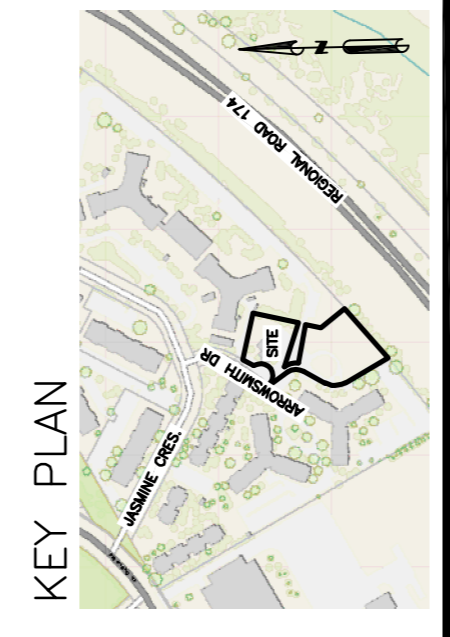 KEY PLAN
REGIONAL ROAD 174
N
SITE
ARROWSMITH DR
JASMINE CRES.